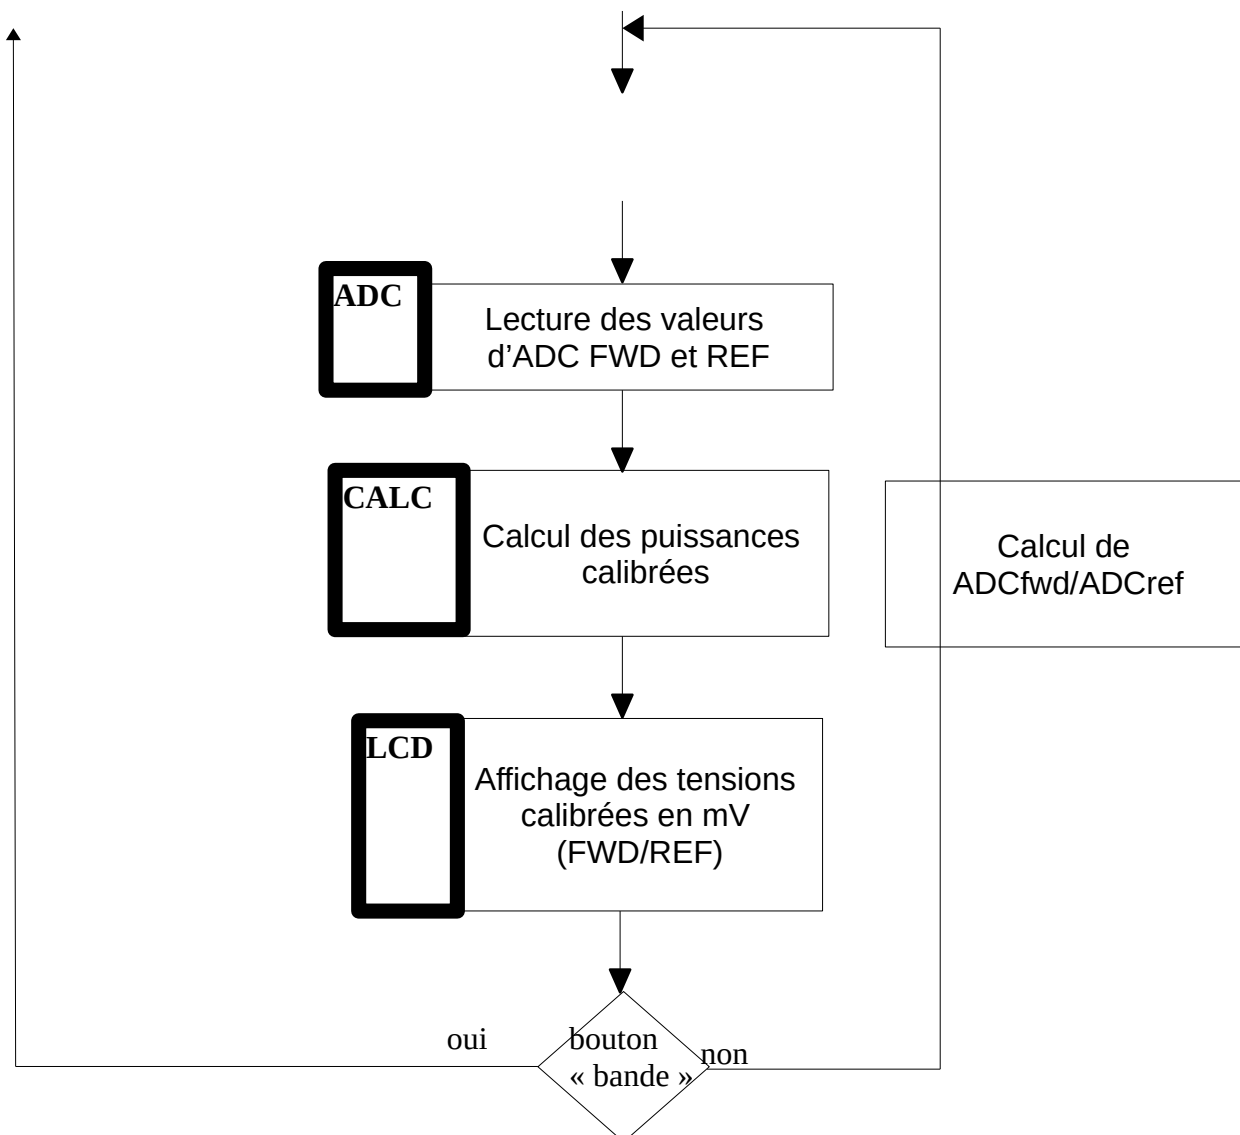 ADC
Lecture des valeurs
d’ADC FWD et REF
CALC
Calcul des puissances
calibrées
Calcul de
ADCfwd/ADCref
LCD
Affichage des tensions
calibrées en mV
(FWD/REF)
oui
bouton
« bande »
non